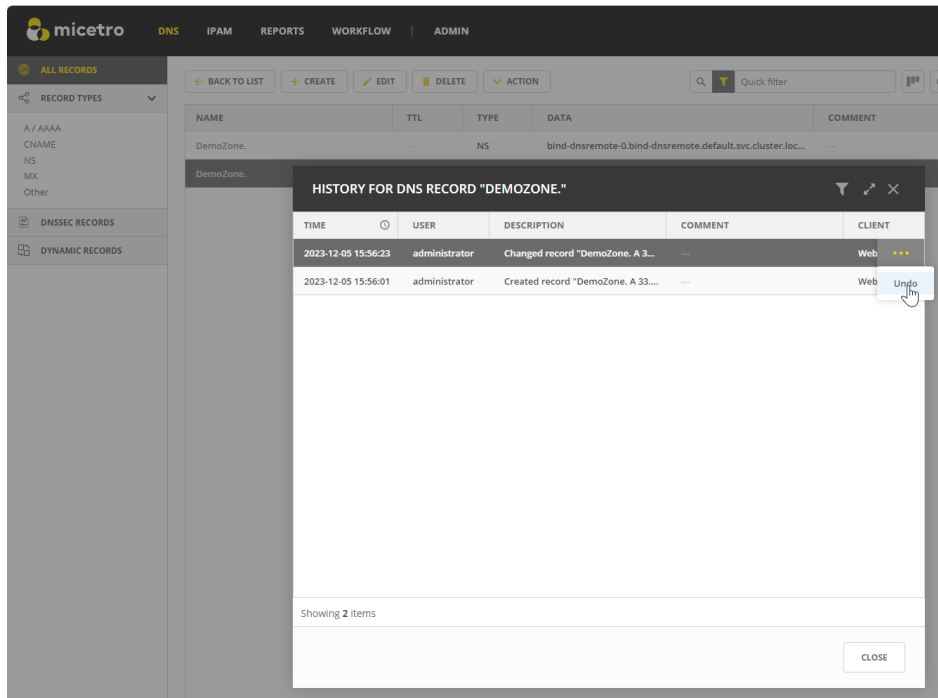 micetro DNS IPAM REPORTS WORKFLOW ADMIN
ALL RECORDS
RECORD TYPES
A / AAAA
CNAME
NS
MX
Other
DNSSEC RECORDS
DYNAMIC RECORDS
BACK TO LIST CREATE EDIT DELETE ACTION Quick filter
NAME TTL TYPE DATA COMMENT
DemoZone. — NS bind-dnsremote-0.bind-dnsremote.default.svc.cluster.loc... —
DemoZone.
HISTORY FOR DNS RECORD "DEMOZONE."
TIME USER DESCRIPTION COMMENT CLIENT
2023-12-05 15:56:23 administrator Changed record "DemoZone. A 3... — Web ...
2023-12-05 15:56:01 administrator Created record "DemoZone. A 33.... — Web
Undo
Showing 2 items
CLOSE